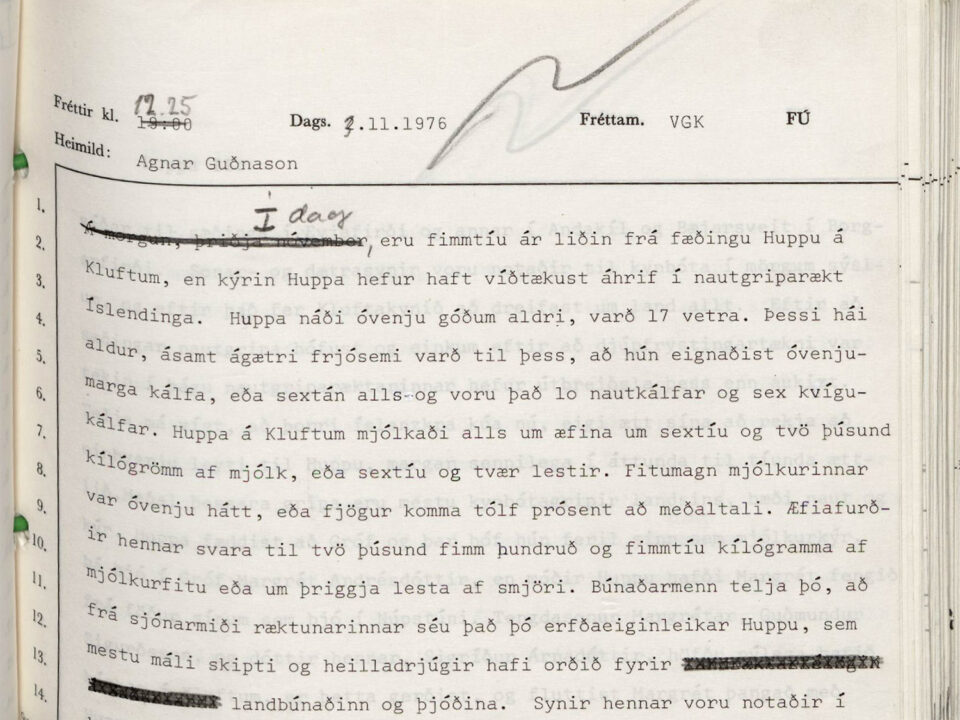 Fréttir kl. 12.25 19:00 Dags. 2.11.1976 Fréttam. VGK FÚ
Heimild: Agnar Guðnason
1.
Í dag
2. Á morgun, þriðja nóvember, eru fimmtíu ár liðin frá fæðingu Huppu á
3. Kluftum, en kýrin Huppa hefur haft víðtækust áhrif í nautgriparækt
4. Íslendinga. Huppa náði óvenju góðum aldri, varð 17 vetra. Þessi hái
5. aldur, ásamt ágætri frjósemi varð til þess, að hún eignaðist óvenju-
6. marga kálfa, eða sextán alls og voru það lo nautkálfar og sex kvígu-
7. kálfar. Huppa á Kluftum mjólkaði alls um æfina um sextíu og tvö þúsund
8. kílógrömm af mjólk, eða sextíu og tvær lestir. Fitumagn mjólkurinnar
9. var óvenju hátt, eða fjögur komma tólf prósent að meðaltali. Æfiafurð-
10. ir hennar svara til tvö þúsund fimm hundruð og fimmtíu kílógramma af
11. mjólkurfitu eða um þriggja lesta af smjöri. Búnaðarmenn telja þó, að
12. frá sjónarmiði ræktunarinnar séu það þó erfðaeiginleikar Huppu, sem
13. mestu máli skipti og heilladrjúgir hafi orðið fyrir
14. landbúnaðinn og þjóðina. Synir hennar voru notaðir í